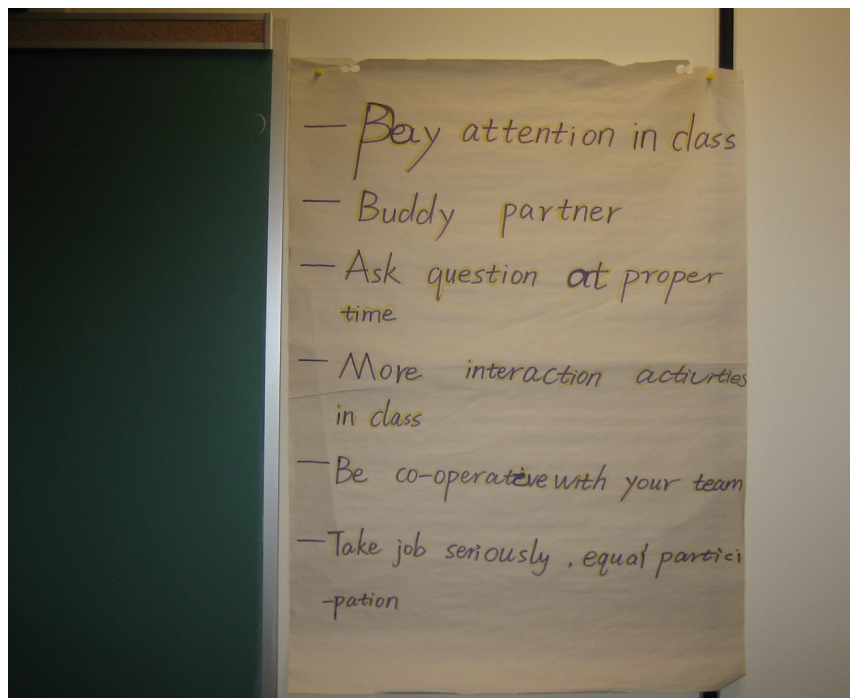 — Pay attention in class
— Buddy partner
— Ask question at proper
time
— More interaction activities
in class
— Be co-operative with your team
— Take job seriously, equal partici
-pation